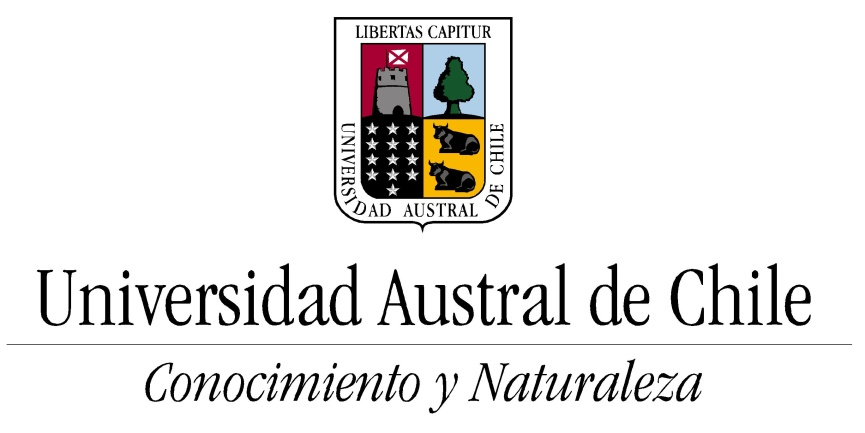 LIBERTAS CAPITUR
UNIVERSIDAD AUSTRAL DE CHILE
Universidad Austral de Chile
Conocimiento y Naturaleza